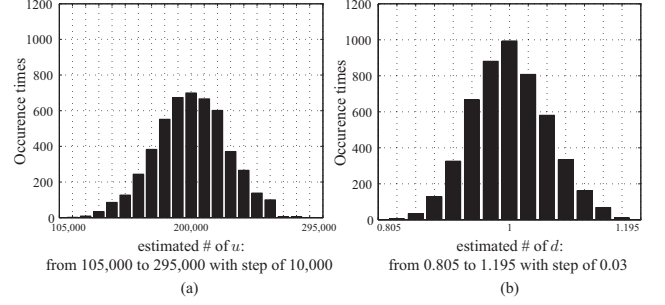 1200
1000
800
600
400
200
0
Occurence times
105,000 200,000 295,000
estimated # of u:
from 105,000 to 295,000 with step of 10,000
(a)
1200
1000
800
600
400
200
0
Occurence times
0.805 1 1.195
estimated # of d:
from 0.805 to 1.195 with step of 0.03
(b)